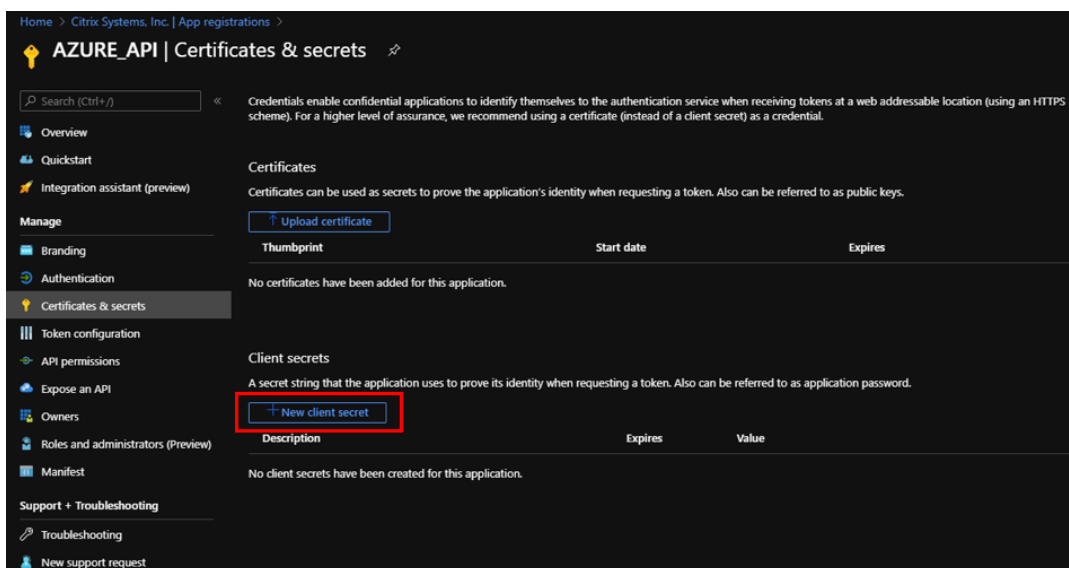 Home > Citrix Systems, Inc. | App registrations >
AZURE_API | Certificates & secrets
Search (Ctrl+/)
«
Overview
Quickstart
Integration assistant (preview)
Manage
Branding
Authentication
Certificates & secrets
Token configuration
API permissions
Expose an API
Owners
Roles and administrators (Preview)
Manifest
Support + Troubleshooting
Troubleshooting
New support request
Credentials enable confidential applications to identify themselves to the authentication service when receiving tokens at a web addressable location (using an HTTPS
scheme). For a higher level of assurance, we recommend using a certificate (instead of a client secret) as a credential.
Certificates
Certificates can be used as secrets to prove the application's identity when requesting a token. Also can be referred to as public keys.
Upload certificate
Thumbprint Start date Expires
No certificates have been added for this application.
Client secrets
A secret string that the application uses to prove its identity when requesting a token. Also can be referred to as application password.
New client secret
Description Expires Value
No client secrets have been created for this application.